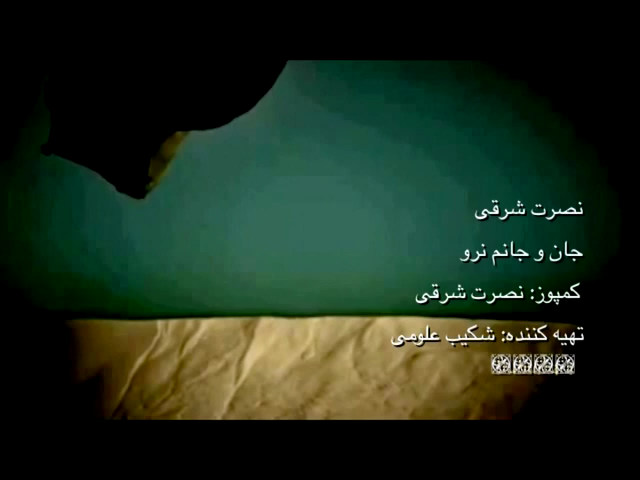 نصرت شرقی
جان و جانم نرو
کمپوز: نصرت شرقی
تهیه کننده: شکیب علومی